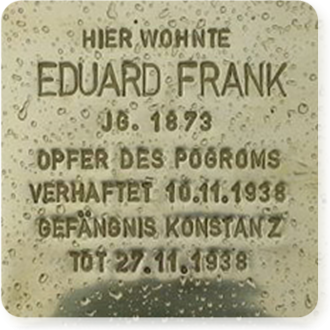 HIER WOHNTE
EDUARD FRANK
JG. 1873
OPFER DES POGROMS
VERHAFTET 10.11.1938
GEFÄNGNIS KONSTANZ
TOT 27.11.1938